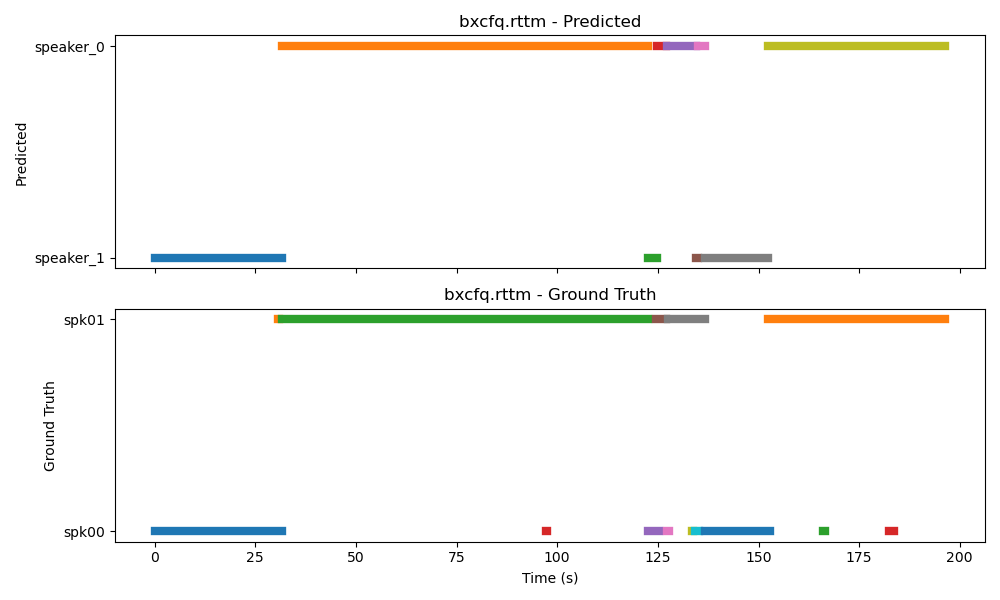 bxcfq.rttm - Predicted
speaker_0
Predicted
speaker_1
bxcfq.rttm - Ground Truth
spk01
Ground Truth
spk00
0 25 50 75 100 125 150 175 200
Time (s)